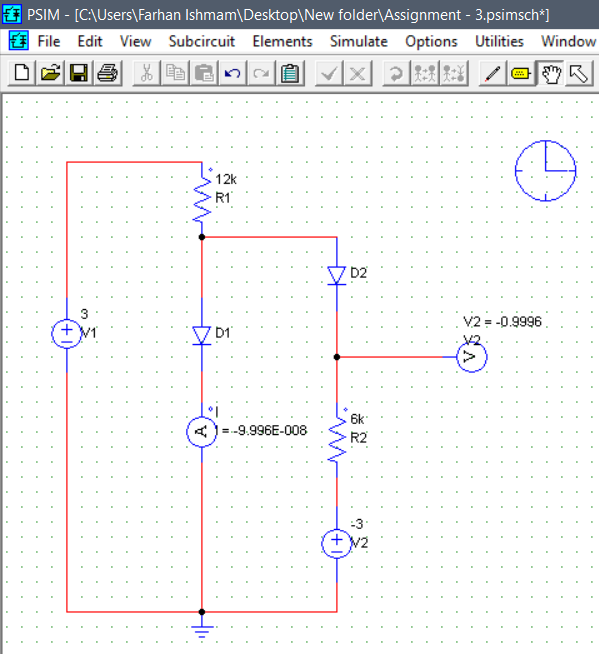 PSIM - [C:\Users\Farhan Ishmam\Desktop\New folder\Assignment - 3.psimsch*]
File Edit View Subcircuit Elements Simulate Options Utilities Window
12k
R1
D2
3
V1
D1
V2 = -0.9996
V2
V
I
A
I = -9.996E-008
6k
R2
-3
V2